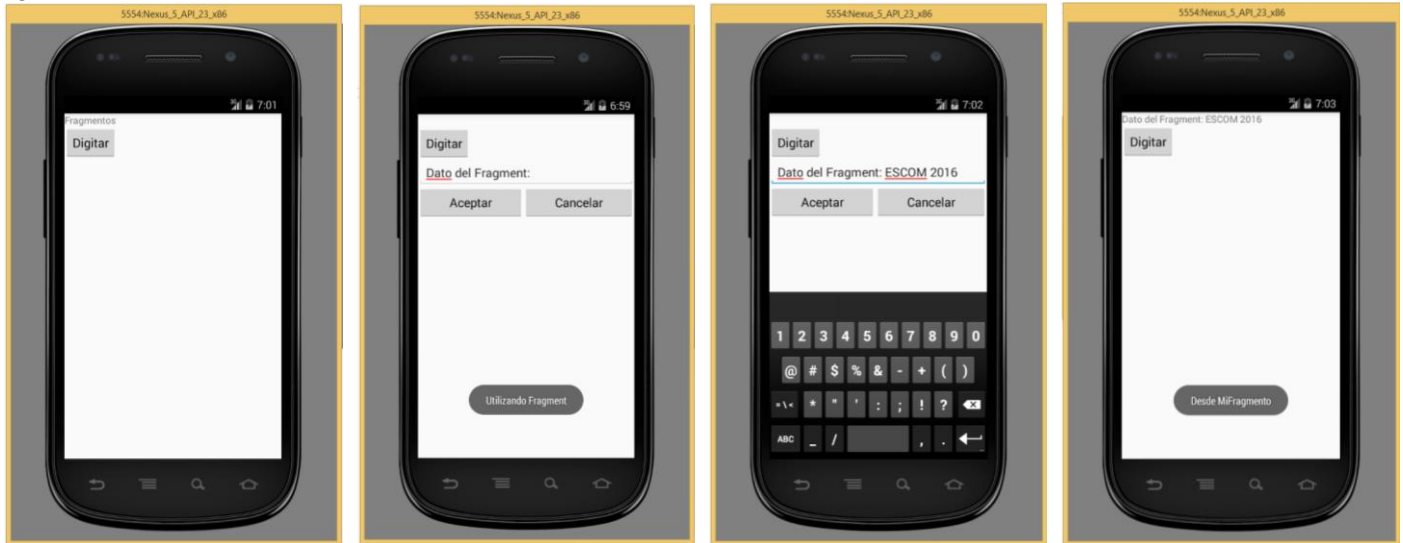 5554:Nexus_5_API_23_x86
7:01
Fragmentos
Digitar
5554:Nexus_5_API_23_x86
6:59
Digitar
Dato del Fragment:
Aceptar Cancelar
Utilizando Fragment
5554:Nexus_5_API_23_x86
7:02
Digitar
Dato del Fragment: ESCOM 2016
Aceptar Cancelar
1 2 3 4 5 6 7 8 9 0
@ # $ % & - + ( )
=\< * " ' : ; ! ?
ABC _ / , .
5554:Nexus_5_API_23_x86
7:03
Dato del Fragment: ESCOM 2016
Digitar
Desde MiFragmento